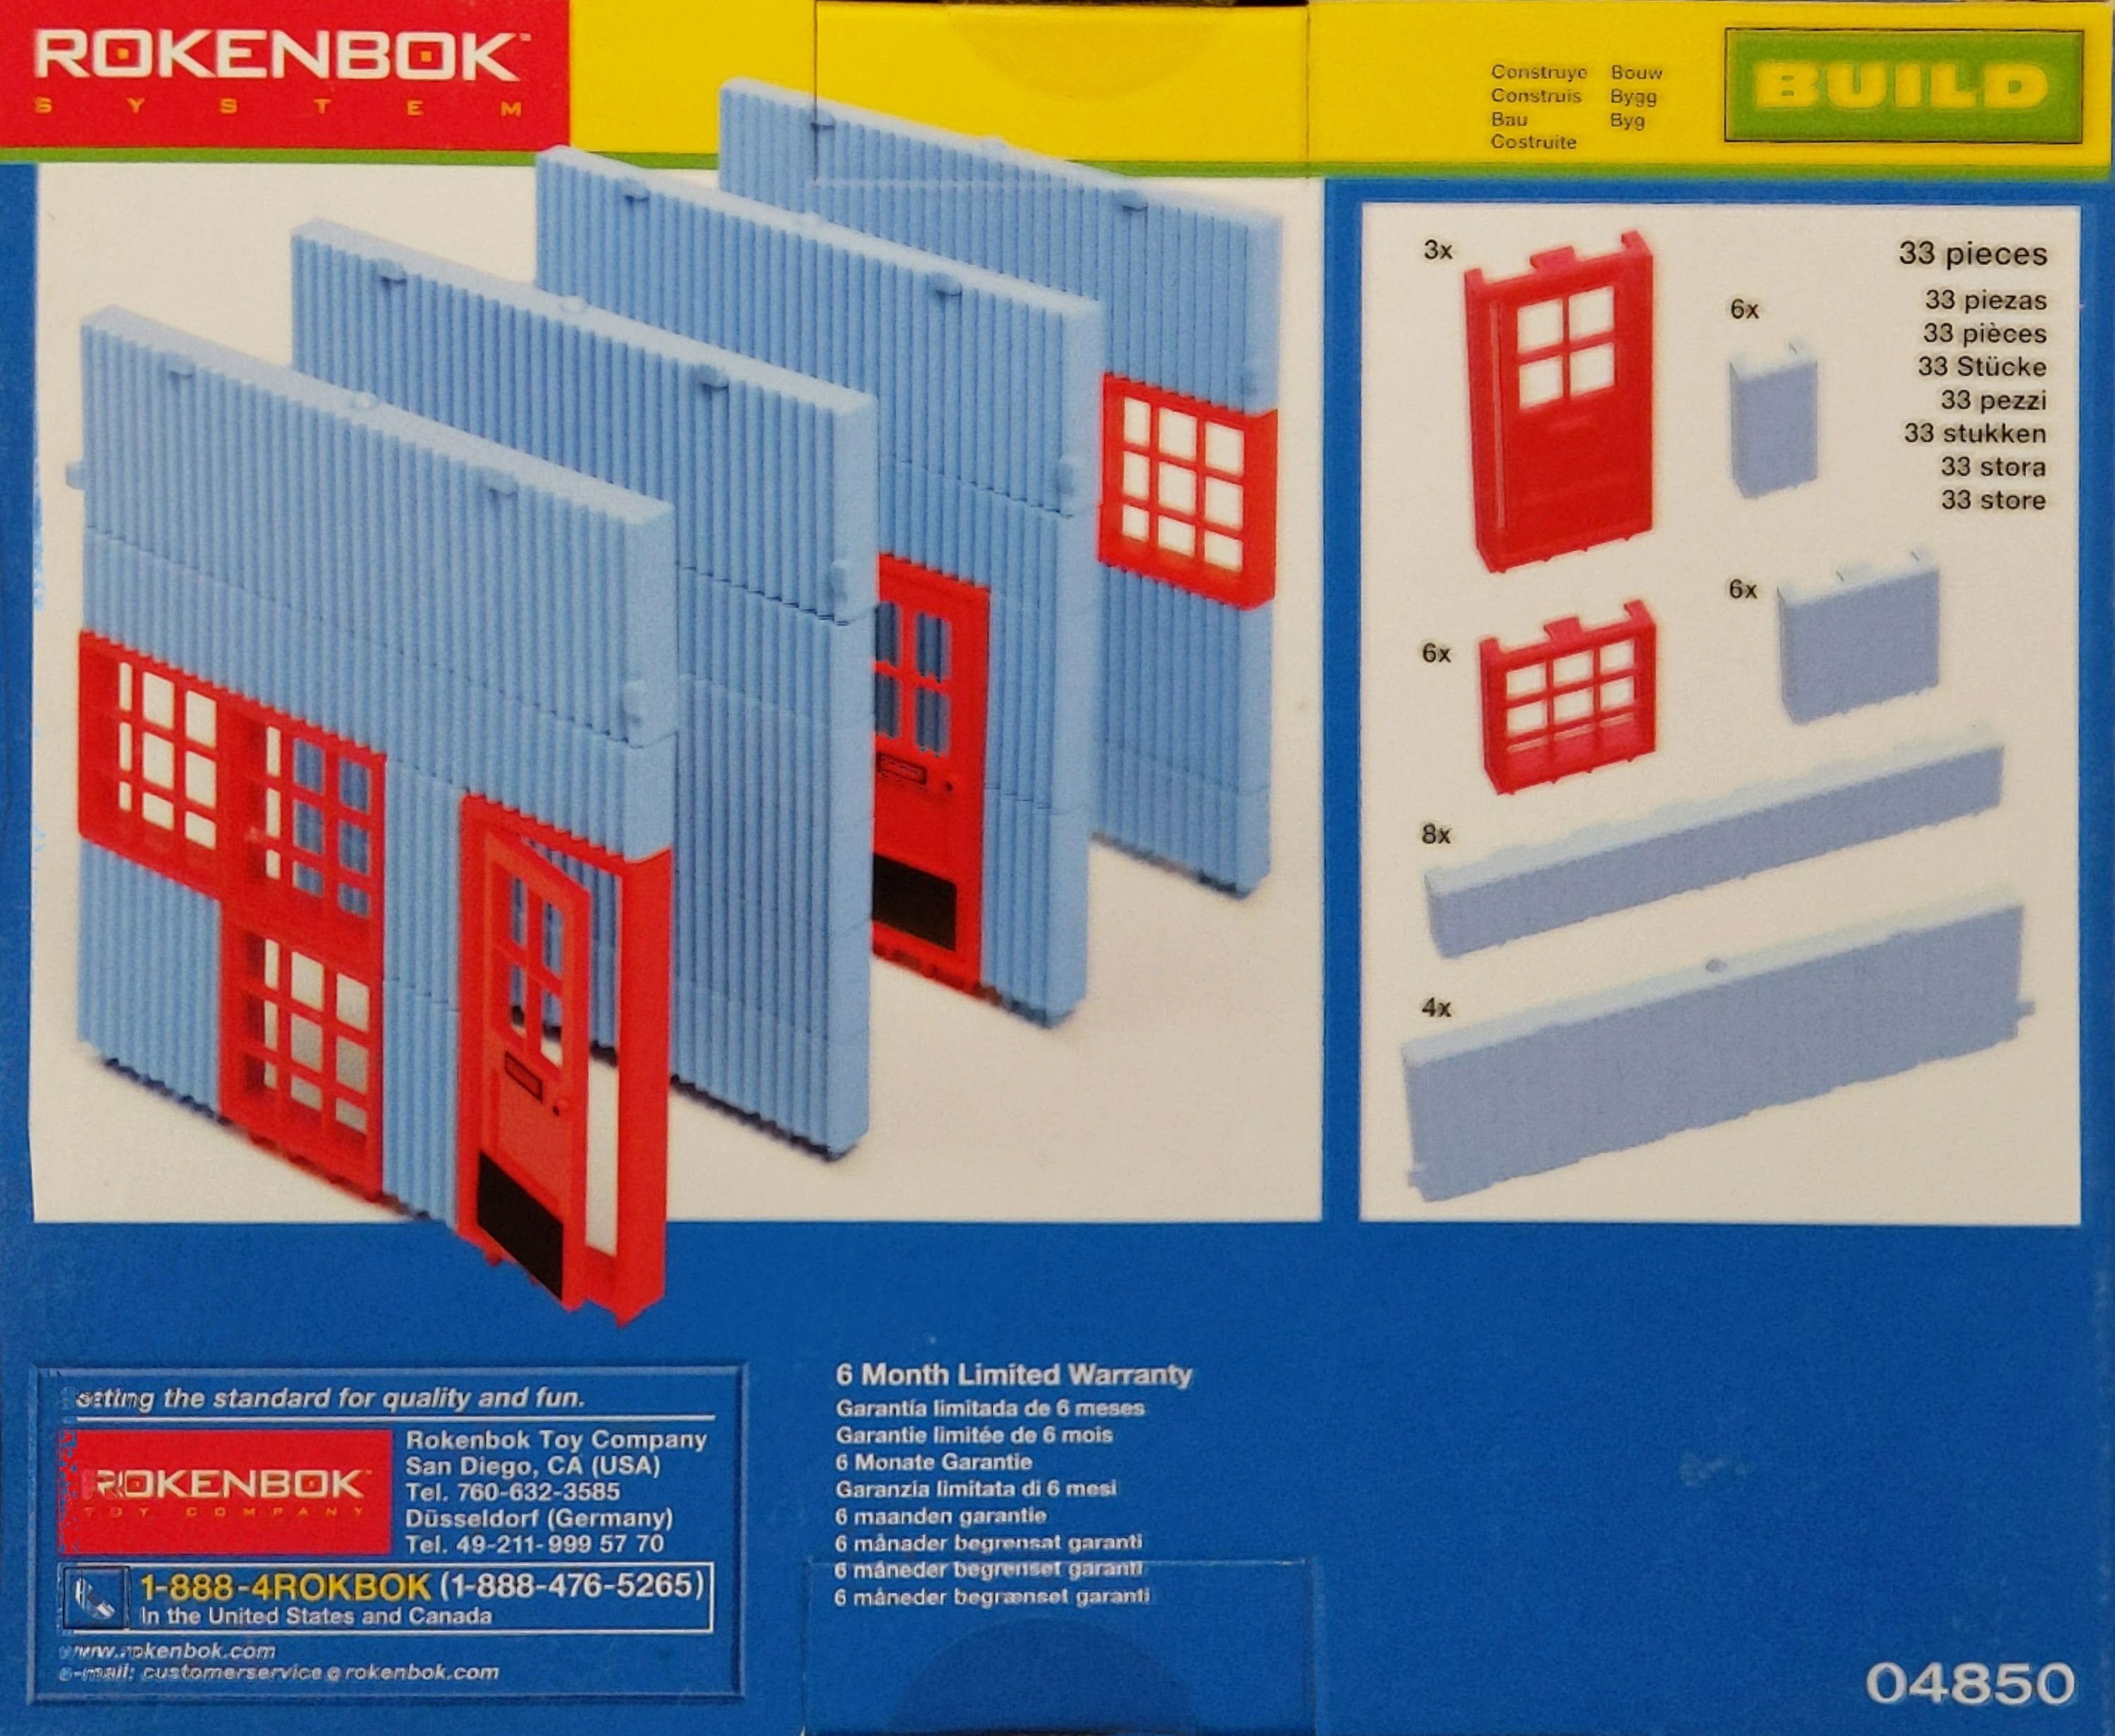 ROKENBOK™
SYSTEM
Construye Bouw
Construis Bygg
Bau Byg
Costruite
BUILD
3x
6x
6x
6x
8x
4x
33 pieces
33 piezas
33 pièces
33 Stücke
33 pezzi
33 stukken
33 stora
33 store
setting the standard for quality and fun.
ROKENBOK™
TOY COMPANY
Rokenbok Toy Company
San Diego, CA (USA)
Tel. 760-632-3585
Düsseldorf (Germany)
Tel. 49-211-999 57 70
1-888-4ROKBOK (1-888-476-5265)
In the United States and Canada
www.rokenbok.com
e-mail: customerservice@rokenbok.com
6 Month Limited Warranty
Garantía limitada de 6 meses
Garantie limitée de 6 mois
6 Monate Garantie
Garanzia limitata di 6 mesi
6 maanden garantie
6 månader begrensat garanti
6 måneder begrenset garanti
6 måneder begrænset garanti
04850